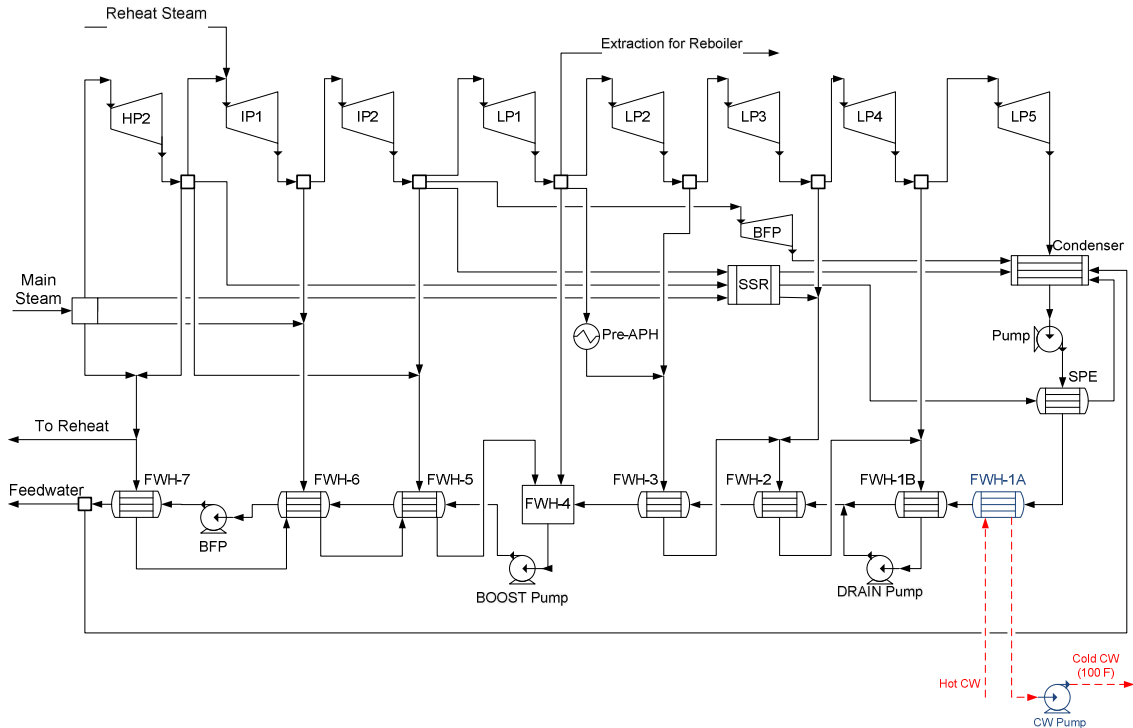 Reheat Steam
Extraction for Reboiler
HP2
IP1
IP2
LP1
LP2
LP3
LP4
LP5
BFP
Condenser
Main
Steam
SSR
Pre-APH
Pump
SPE
To Reheat
Feedwater
FWH-7
FWH-6
FWH-5
FWH-4
FWH-3
FWH-2
FWH-1B
FWH-1A
BFP
BOOST Pump
DRAIN Pump
Hot CW
Cold CW
(100 F)
CW Pump